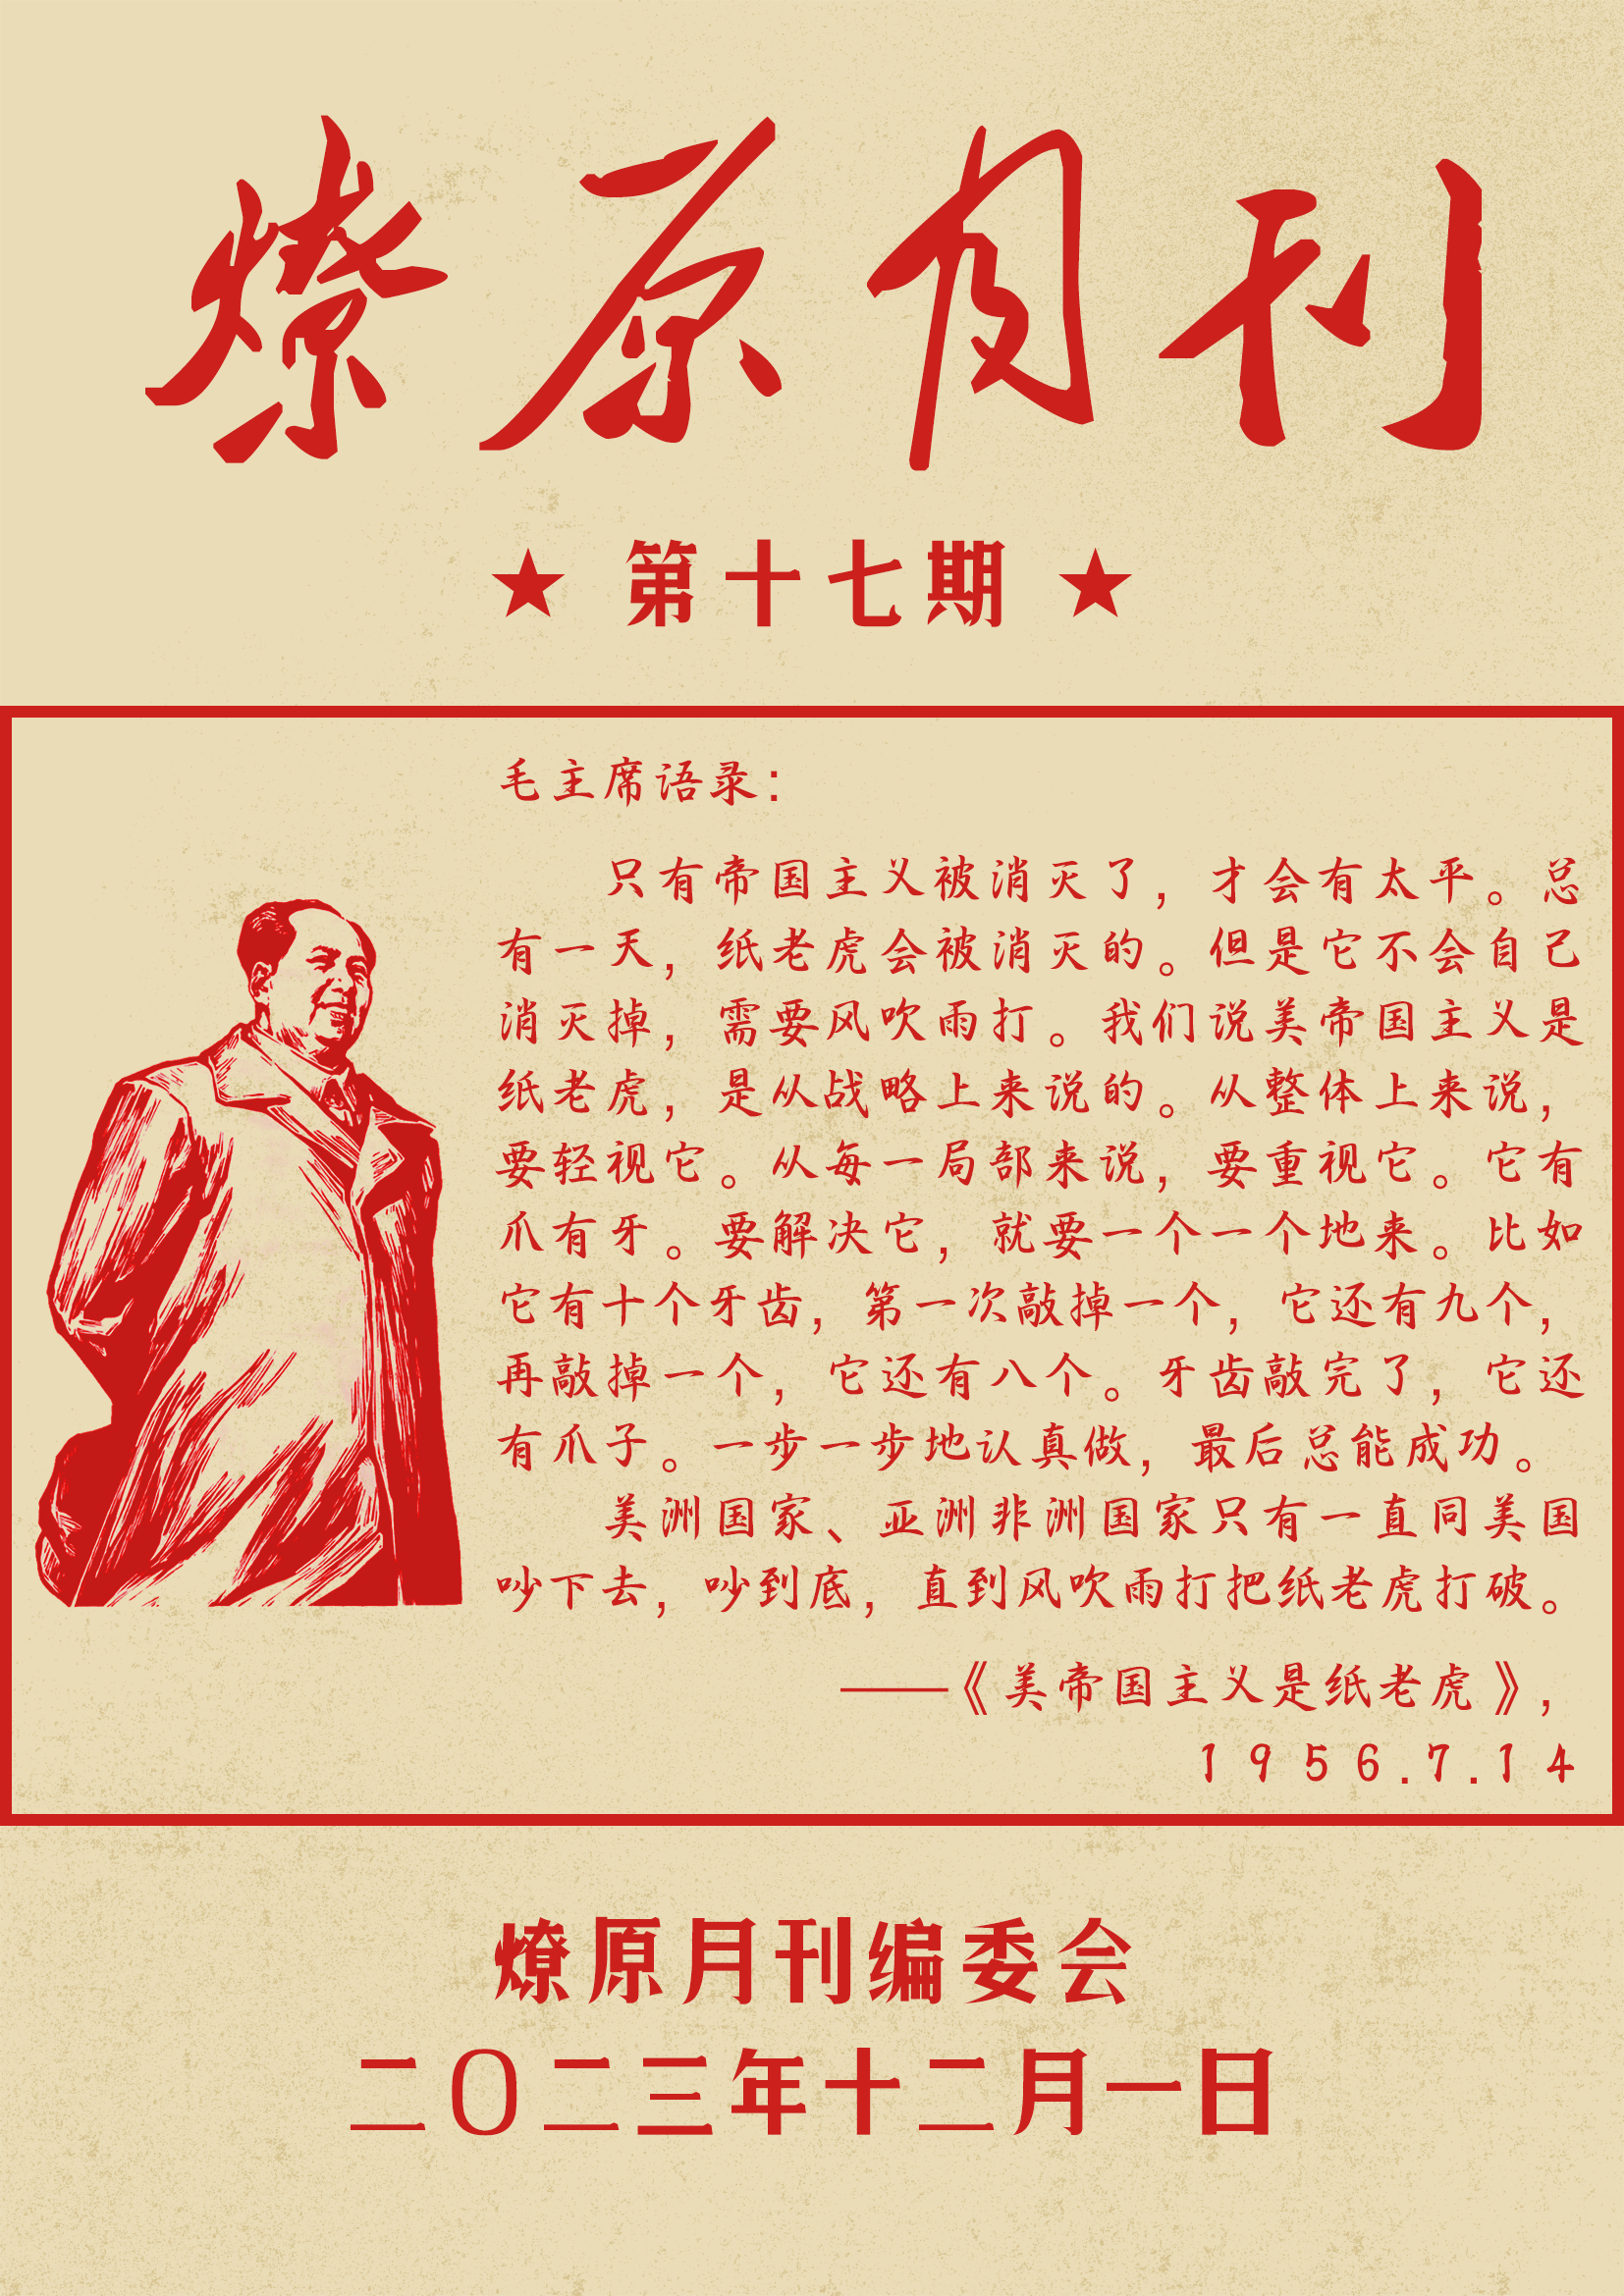 燎原月刊
★ 第十七期 ★
毛主席语录：
只有帝国主义被消灭了，才会有太平。总
有一天，纸老虎会被消灭的。但是它不会自己
消灭掉，需要风吹雨打。我们说美帝国主义是
纸老虎，是从战略上来说的。从整体上来说，
要轻视它。从每一局部来说，要重视它。它有
爪有牙。要解决它，就要一个一个地来。比如
它有十个牙齿，第一次敲掉一个，它还有九个，
再敲掉一个，它还有八个。牙齿敲完了，它还
有爪子。一步一步地认真做，最后总能成功。
美洲国家、亚洲非洲国家只有一直同美国
吵下去，吵到底，直到风吹雨打把纸老虎打破。
——《美帝国主义是纸老虎》，
1956.7.14
燎原月刊编委会
二〇二三年十二月一日